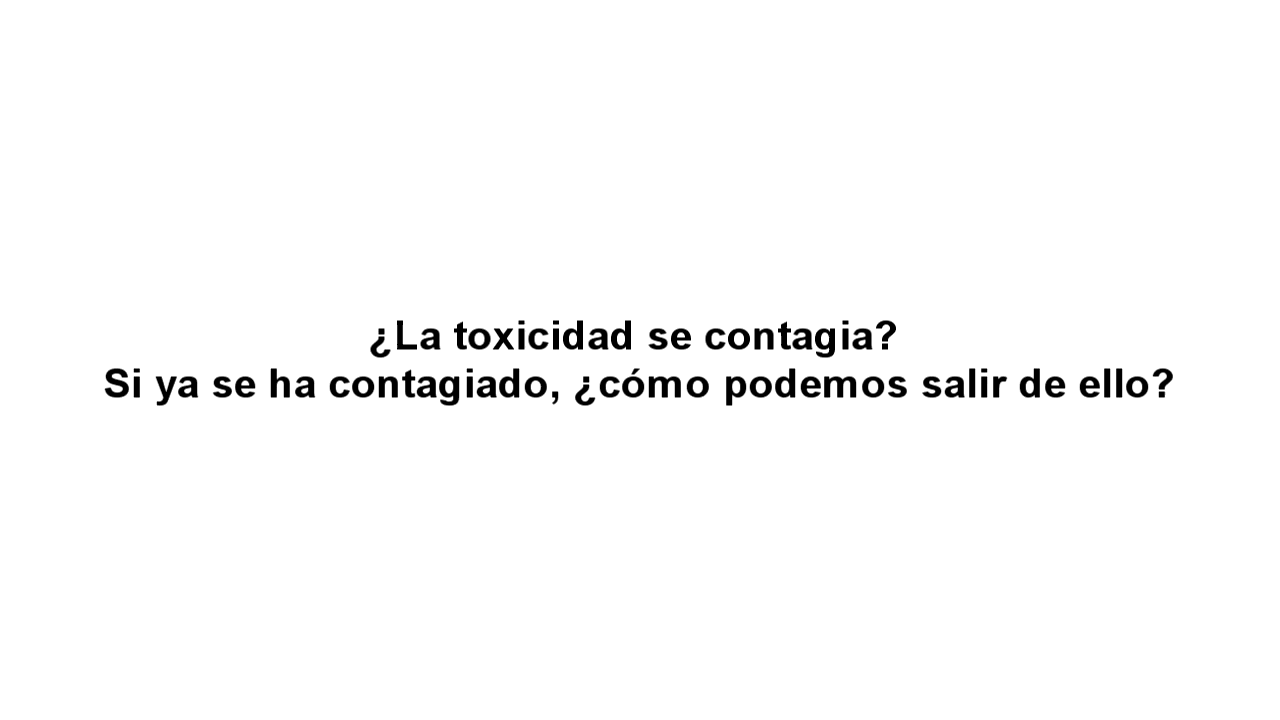 ¿La toxicidad se contagia?
Si ya se ha contagiado, ¿cómo podemos salir de ello?